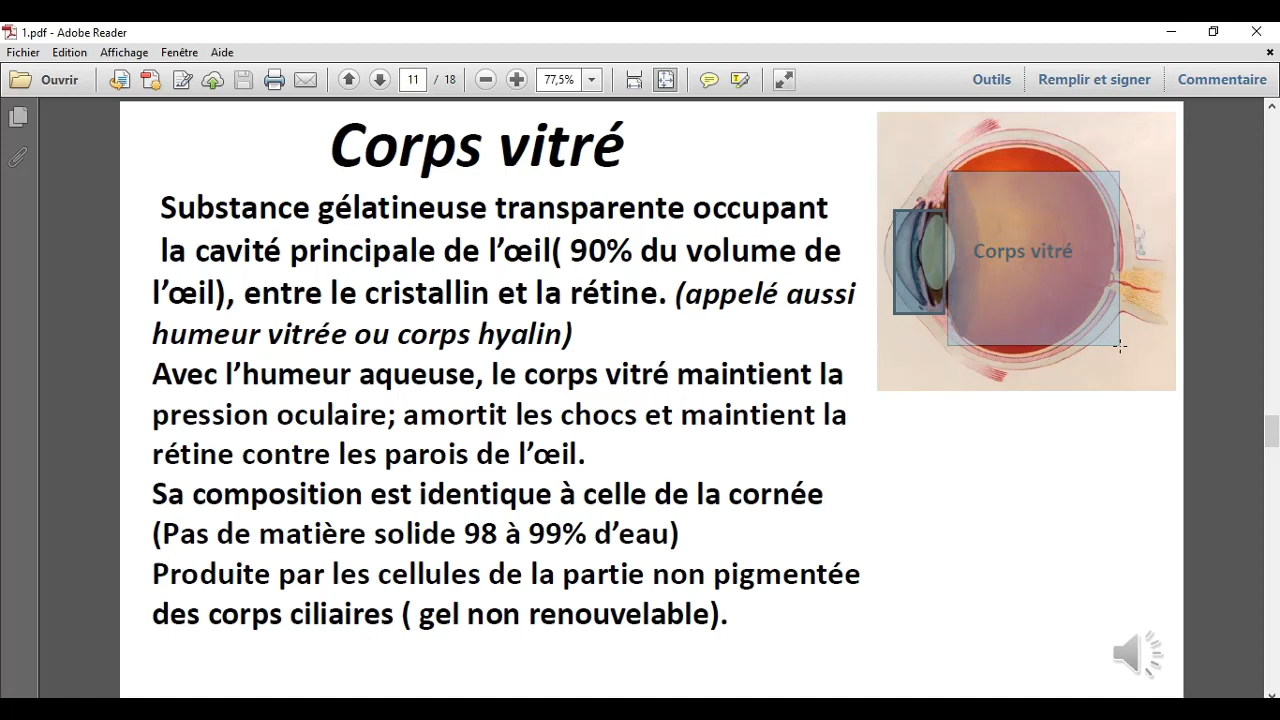 1.pdf - Adobe Reader
Fichier Edition Affichage Fenêtre Aide
Ouvrir 11 / 18 77,5% Outils Remplir et signer Commentaire
Corps vitré
Substance gélatineuse transparente occupant
la cavité principale de l’œil( 90% du volume de
l’œil), entre le cristallin et la rétine. (appelé aussi
humeur vitrée ou corps hyalin)
Avec l’humeur aqueuse, le corps vitré maintient la
pression oculaire; amortit les chocs et maintient la
rétine contre les parois de l’œil.
Sa composition est identique à celle de la cornée
(Pas de matière solide 98 à 99% d’eau)
Produite par les cellules de la partie non pigmentée
des corps ciliaires ( gel non renouvelable).
Corps vitré